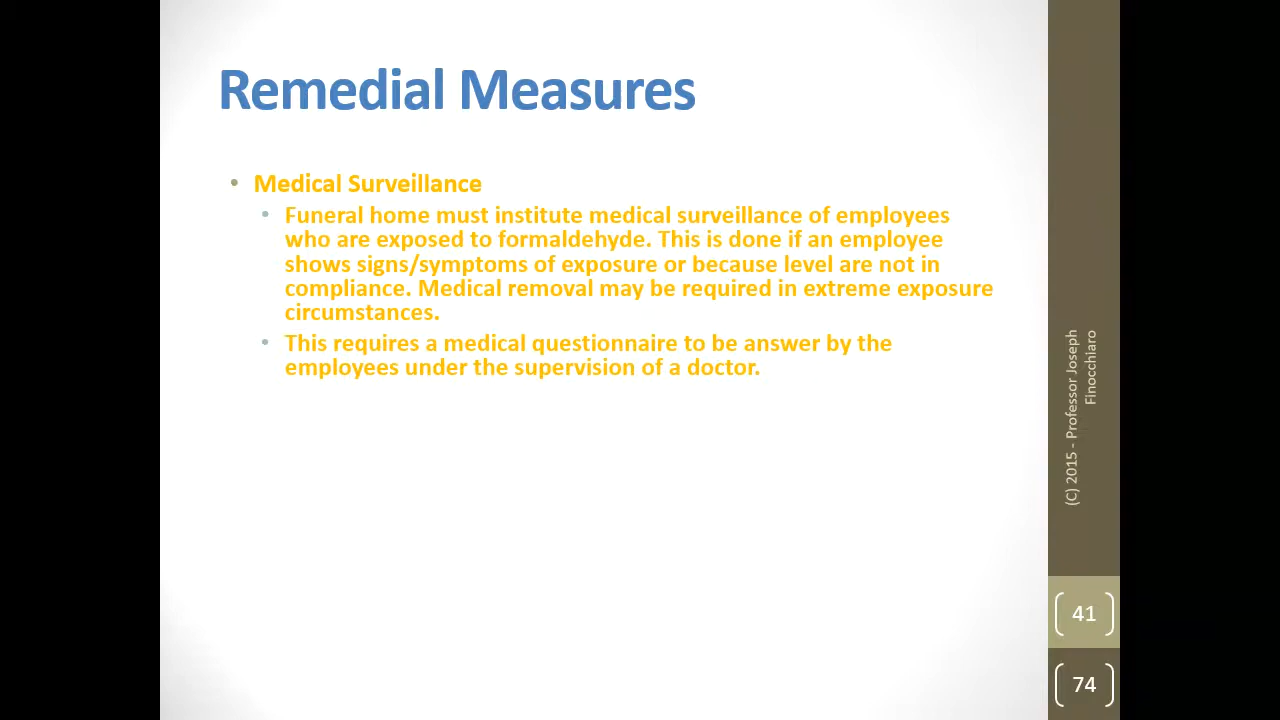 Remedial Measures
• Medical Surveillance
• Funeral home must institute medical surveillance of employees
who are exposed to formaldehyde. This is done if an employee
shows signs/symptoms of exposure or because level are not in
compliance. Medical removal may be required in extreme exposure
circumstances.
• This requires a medical questionnaire to be answer by the
employees under the supervision of a doctor.
(C) 2015 - Professor Joseph
Finocchiaro
41
74